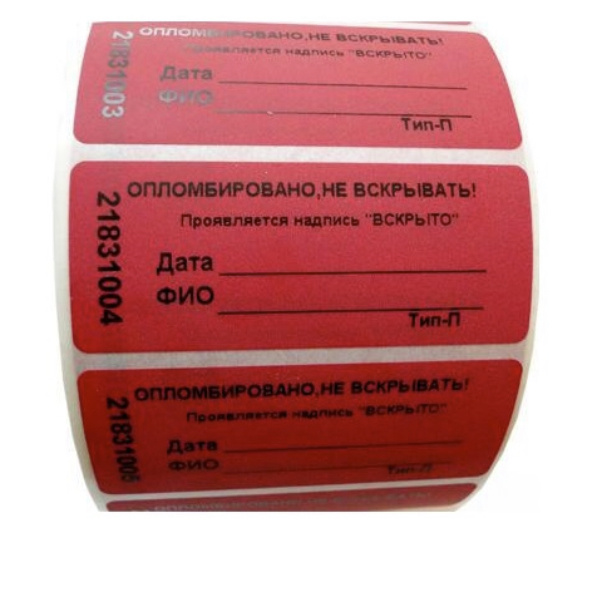 ОПЛОМБИРОВАНО,НЕ ВСКРЫВАТЬ!
Проявляется надпись "ВСКРЫТО"
21831003
Дата
ФИО
Тип-П
ОПЛОМБИРОВАНО,НЕ ВСКРЫВАТЬ!
Проявляется надпись "ВСКРЫТО"
21831004
Дата
ФИО
Тип-П
ОПЛОМБИРОВАНО,НЕ ВСКРЫВАТЬ!
Проявляется надпись "ВСКРЫТО"
21831005
Дата
ФИО
Тип-П